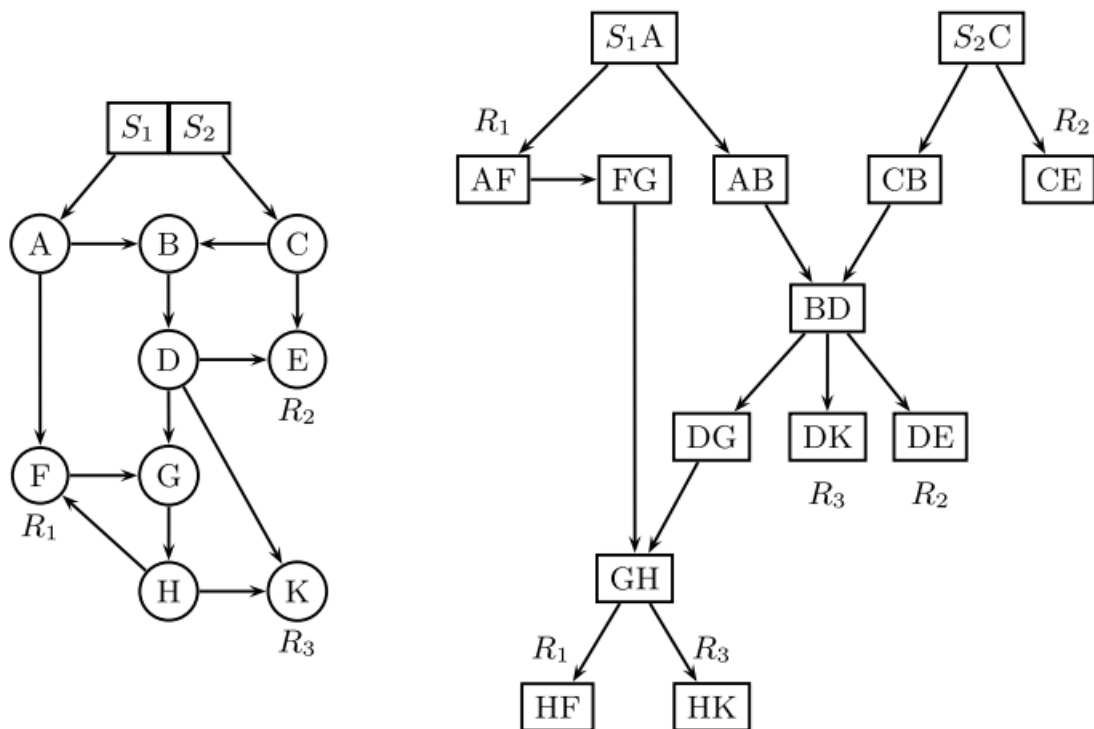 S₁ S₂
A B C
D E
R₂
F G
R₁
H K
R₃
S₁A S₂C
R₁ R₂
AF FG AB CB CE
BD
DG DK DE
R₃ R₂
GH
R₁ R₃
HF HK